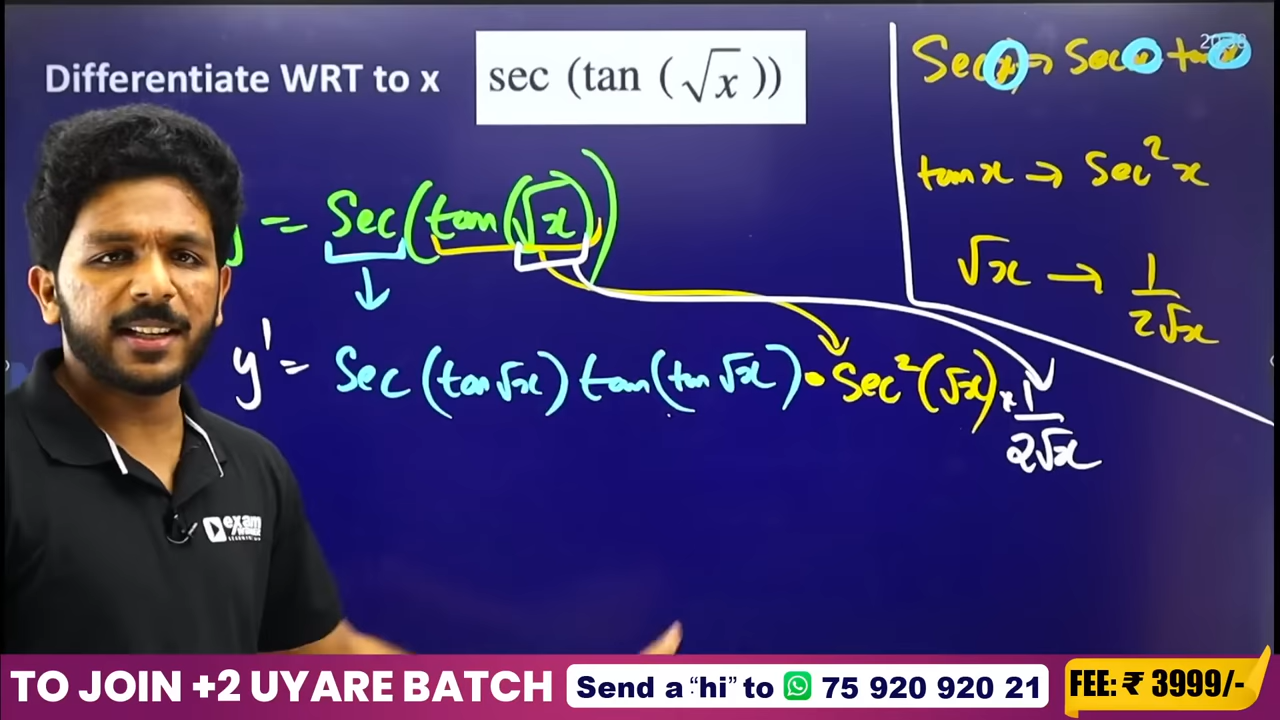 Differentiate WRT to x
sec (tan (√x))
Sec x → Sec x tan x
tan x → Sec² x
√x → 1/2√x
y = Sec(tan(√x))
y' = Sec(tan√x) tan(tan√x) • Sec²(√x) × 1/2√x
exam
TO JOIN +2 UYARE BATCH
Send a “hi” to 75 920 920 21
FEE: ₹ 3999/-